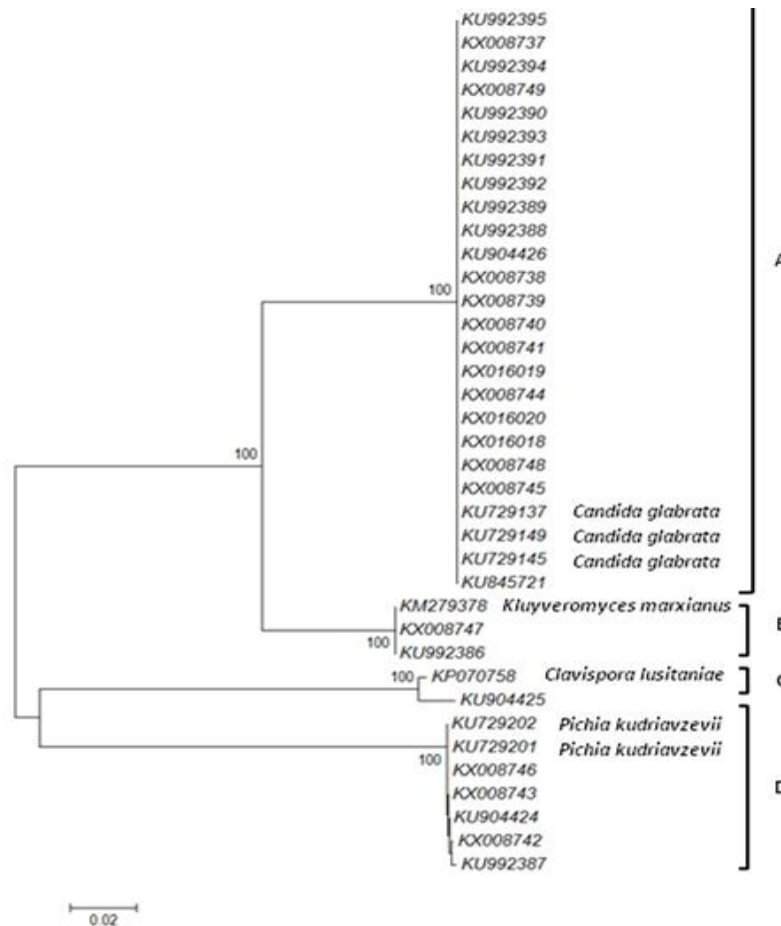 KU992395
KX008737
KU992394
KX008749
KU992390
KU992393
KU992391
KU992392
KU992389
KU992388
KU904426
A
KX008738
100
KX008739
KX008740
KX008741
KX016019
KX008744
KX016020
KX016018
100
KX008748
KX008745
KU729137 Candida glabrata
KU729149 Candida glabrata
KU729145 Candida glabrata
KU845721
KM279378 Kluyveromyces marxianus
KX008747
100
KU992386
100
KP070758 Clavispora lusitaniae
KU904425
KU729202 Pichia kudriavzevii
KU729201 Pichia kudriavzevii
100
KX008746
KX008743
KU904424
KX008742
KU992387
0.02